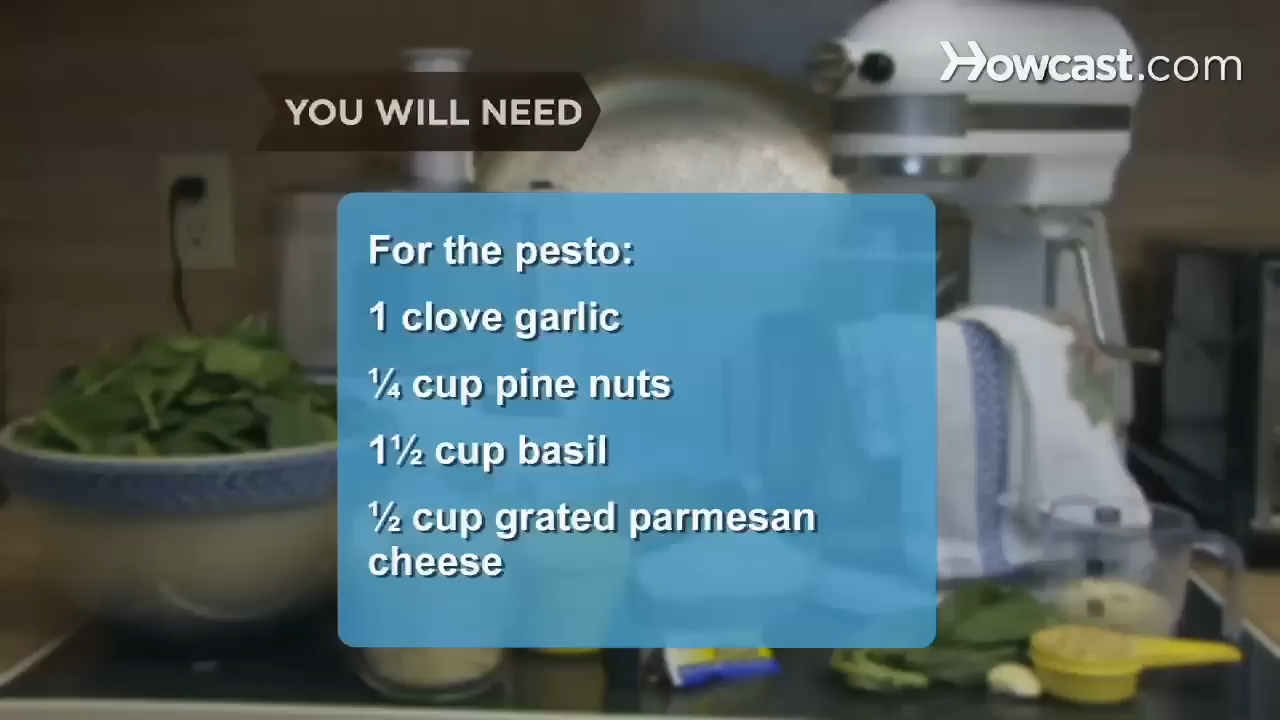 Howcast.com
YOU WILL NEED
For the pesto:
1 clove garlic
¼ cup pine nuts
1½ cup basil
½ cup grated parmesan
cheese